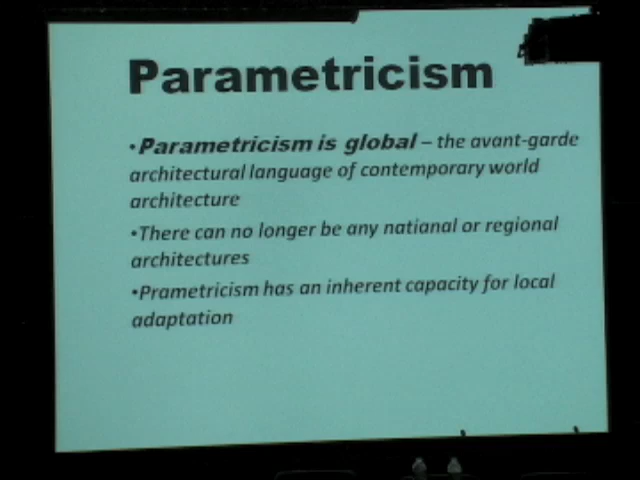 Parametricism
•Parametricism is global – the avant-garde
architectural language of contemporary world
architecture
•There can no longer be any natianal or regional
architectures
•Prametricism has an inherent capacity for local
adaptation